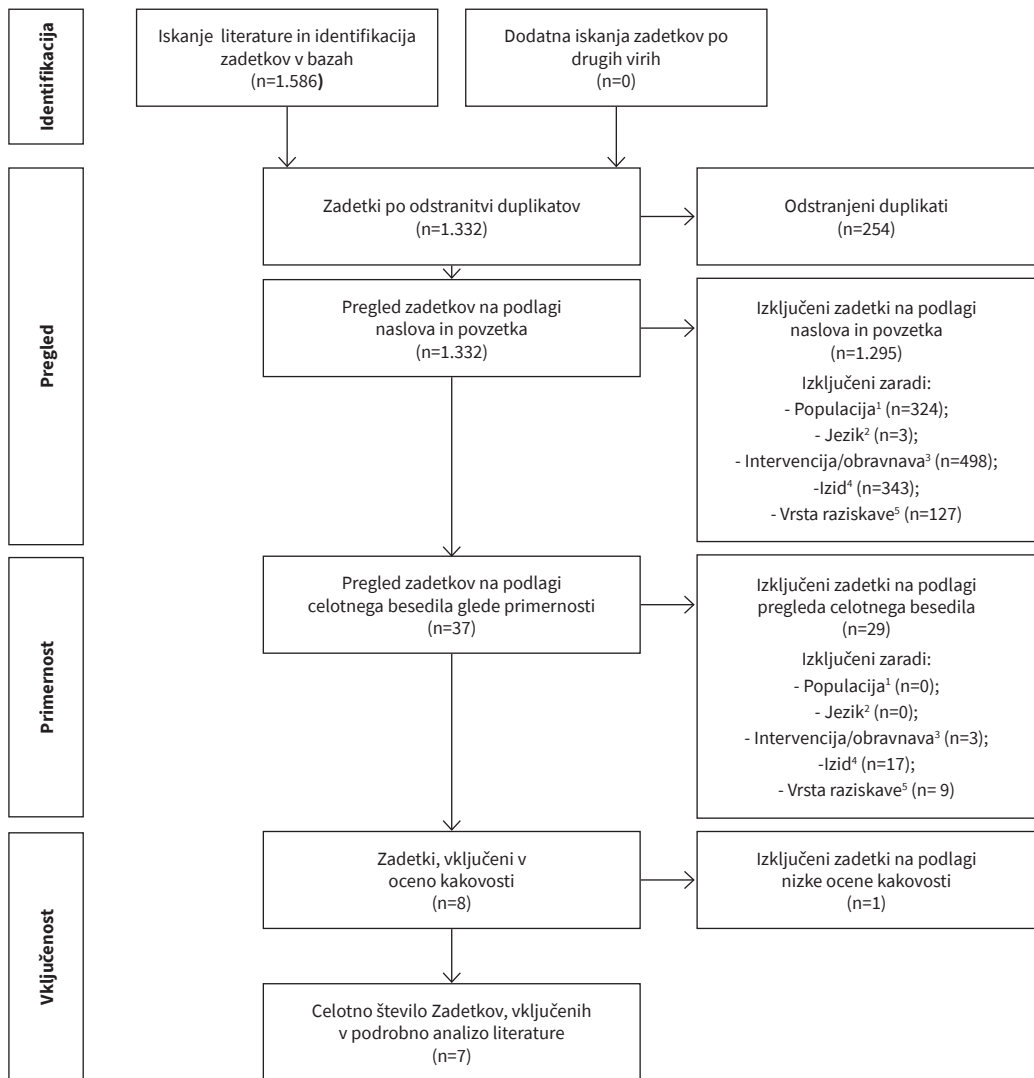 Identifikacija
Iskanje literature in identifikacija
zadetkov v bazah
(n=1.586)
Dodatna iskanja zadetkov po
drugih virih
(n=0)
Pregled
Zadetki po odstranitvi duplikatov
(n=1.332)
Odstranjeni duplikati
(n=254)
Pregled zadetkov na podlagi
naslova in povzetka
(n=1.332)
Izključeni zadetki na podlagi
naslova in povzetka
(n=1.295)
Izključeni zaradi:
- Populacija¹ (n=324);
- Jezik² (n=3);
- Intervencija/obravnava³ (n=498);
-Izid⁴ (n=343);
- Vrsta raziskave⁵ (n=127)
Primernost
Pregled zadetkov na podlagi
celotnega besedila glede primernosti
(n=37)
Izključeni zadetki na podlagi
pregleda celotnega besedila
(n=29)
Izključeni zaradi:
- Populacija¹ (n=0);
- Jezik² (n=0);
- Intervencija/obravnava³ (n=3);
-Izid⁴ (n=17);
- Vrsta raziskave⁵ (n= 9)
Vključenost
Zadetki, vključeni v
oceno kakovosti
(n=8)
Izključeni zadetki na podlagi
nizke ocene kakovosti
(n=1)
Celotno število Zadetkov, vključenih
v podrobno analizo literature
(n=7)